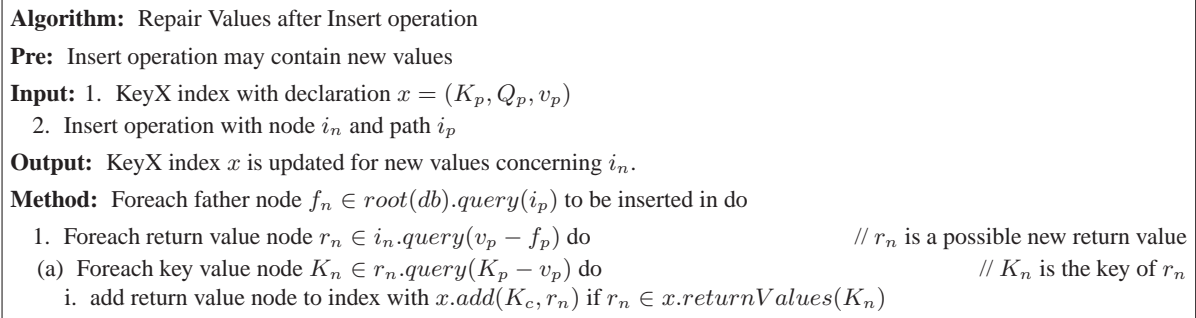 Algorithm: Repair Values after Insert operation
Pre: Insert operation may contain new values
Input: 1. KeyX index with declaration x = (K_p, Q_p, v_p)
2. Insert operation with node i_n and path i_p
Output: KeyX index x is updated for new values concerning i_n.
Method: Foreach father node f_n ∈ root(db).query(i_p) to be inserted in do
1. Foreach return value node r_n ∈ i_n.query(v_p − f_p) do // r_n is a possible new return value
(a) Foreach key value node K_n ∈ r_n.query(K_p − v_p) do // K_n is the key of r_n
i. add return value node to index with x.add(K_c, r_n) if r_n ∈ x.returnValues(K_n)